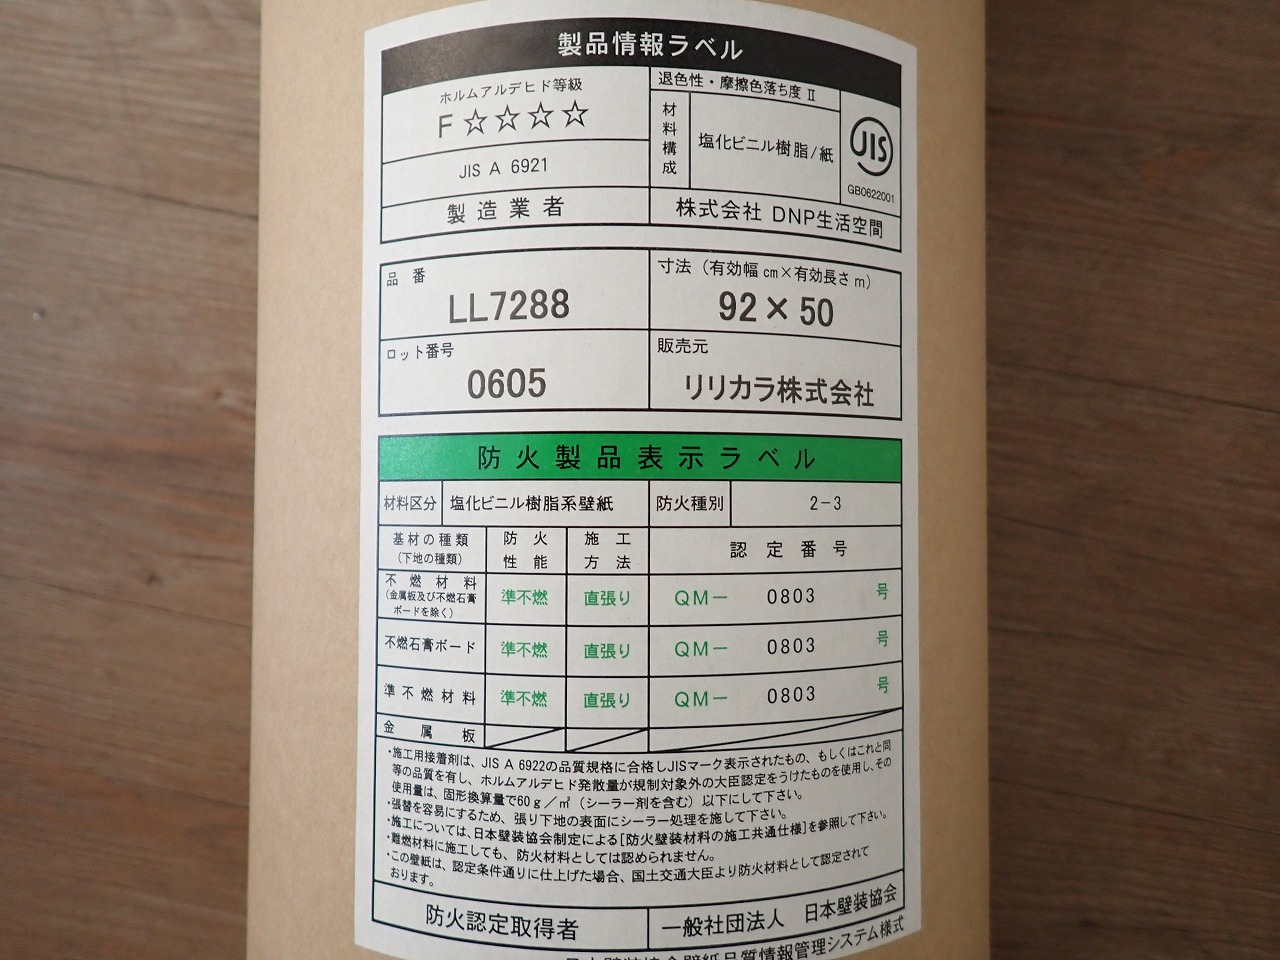 製品情報ラベル
ホルムアルデヒド等級
F☆☆☆☆
JIS A 6921
退色性・摩擦色落ち度 Ⅱ
材料構成
塩化ビニル樹脂/紙
JIS
GB0622001
製造業者
株式会社 DNP生活空間
品番
LL7288
寸法（有効幅㎝×有効長さm）
92×50
ロット番号
0605
販売元
リリカラ株式会社
防火製品表示ラベル
材料区分 塩化ビニル樹脂系壁紙 防火種別 2-3
基材の種類
（下地の種類）
防火
性能
施工
方法
認定番号
不燃材料
（金属板及び不燃石膏
ボードを除く）
準不燃 直張り QM－ 0803 号
不燃石膏ボード 準不燃 直張り QM－ 0803 号
準不燃材料 準不燃 直張り QM－ 0803 号
金属板
・施工用接着剤は、JIS A 6922の品質規格に合格しJISマーク表示されたもの、もしくはこれと同
等の品質を有し、ホルムアルデヒド発散量が規制対象外の大臣認定をうけたものを使用し、その
使用量は、固形換算量で60g／㎡（シーラー剤を含む）以下にして下さい。
・張替を容易にするため、張り下地の表面にシーラー処理を施して下さい。
・施工については、日本壁装協会制定による[防火壁装材料の施工共通仕様]を参照して下さい。
・難燃材料に施工しても、防火材料としては認められません。
・この壁紙は、認定条件通りに仕上げた場合、国土交通大臣より防火材料として認定されて
おります。
防火認定取得者
一般社団法人 日本壁装協会
日本壁装協会壁紙品質情報管理システム様式